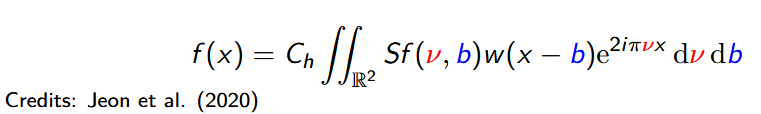 f(x) = C_h ∬_{ℝ²} Sf(ν, b)w(x − b)e^{2iπνx} dν db
Credits: Jeon et al. (2020)